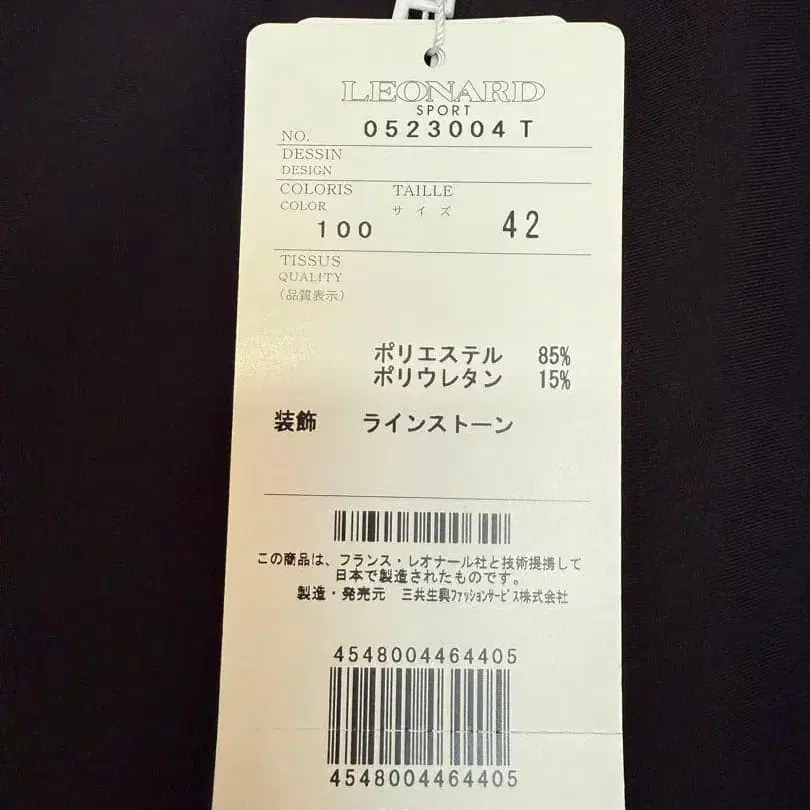 LEONARD
SPORT
NO. 0523004 T
DESSIN
DESIGN
COLORIS TAILLE
COLOR サイズ
100 42
TISSUS
QUALITY
(品質表示)
ポリエステル 85%
ポリウレタン 15%
装飾 ラインストーン
この商品は、フランス・レオナール社と技術提携して
日本で製造されたものです。
製造・発売元 三共生興ファッションサービス株式会社
4548004464405
4548004464405